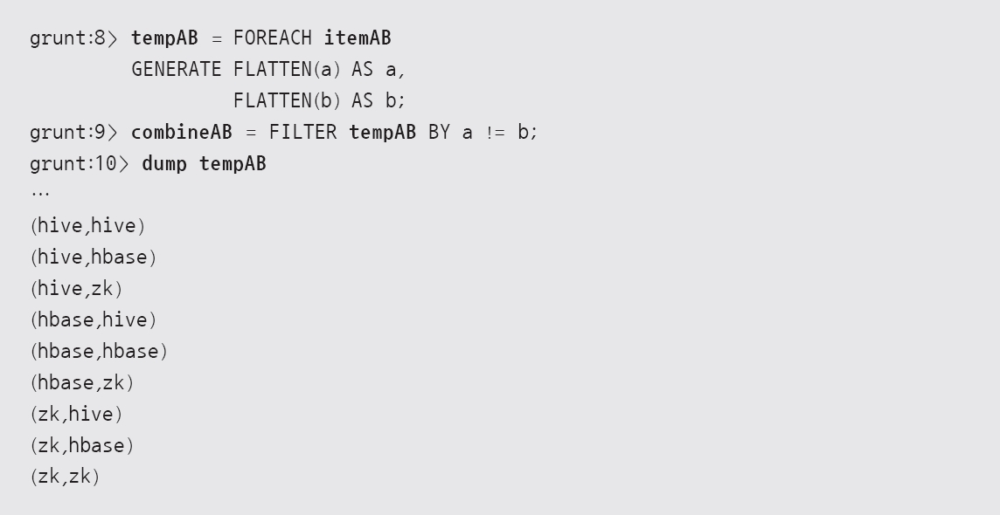 grunt:8> tempAB = FOREACH itemAB
GENERATE FLATTEN(a) AS a,
FLATTEN(b) AS b;
grunt:9> combineAB = FILTER tempAB BY a != b;
grunt:10> dump tempAB
…
(hive,hive)
(hive,hbase)
(hive,zk)
(hbase,hive)
(hbase,hbase)
(hbase,zk)
(zk,hive)
(zk,hbase)
(zk,zk)